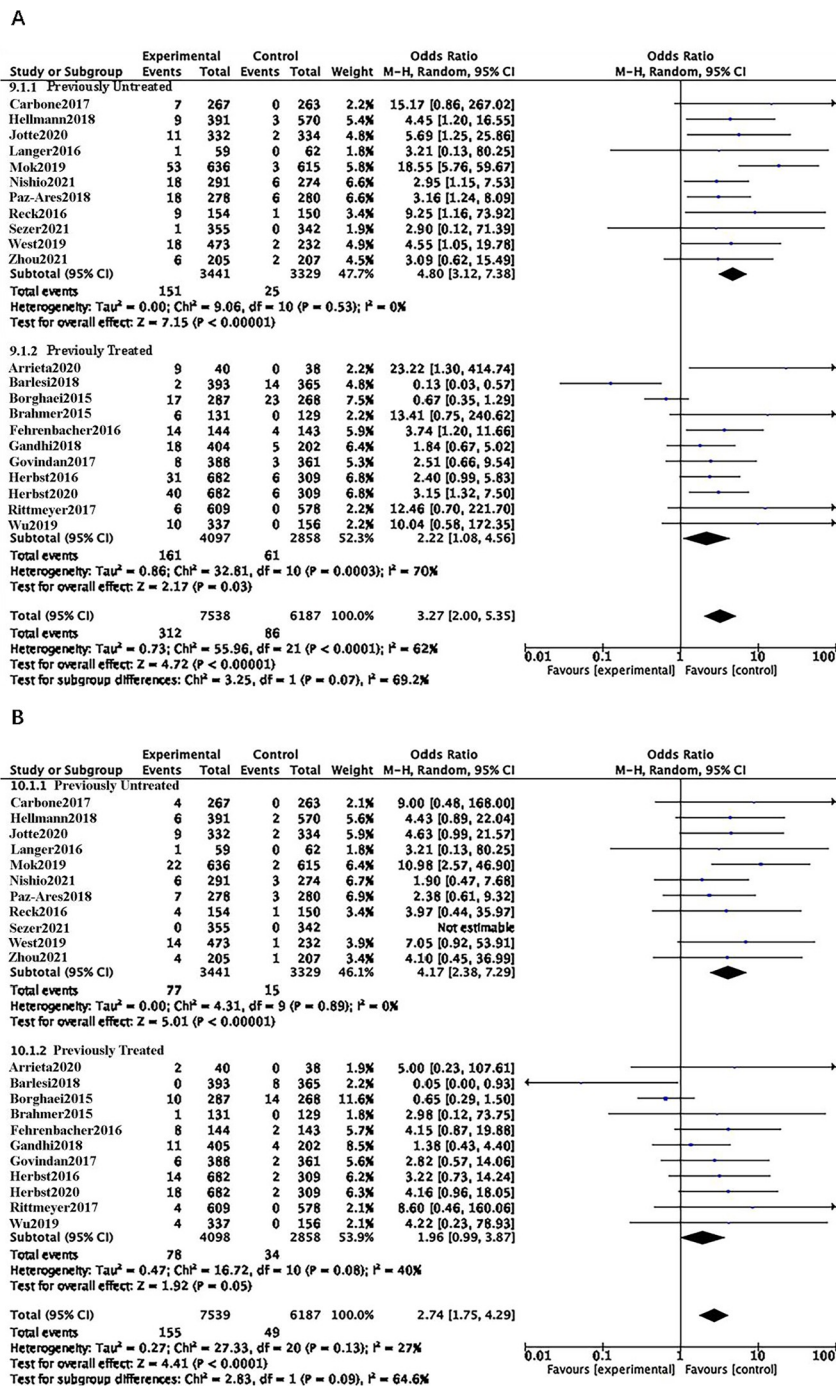 A
Experimental Control Odds Ratio Odds Ratio
Study or Subgroup Events Total Events Total Weight M-H, Random, 95% CI M-H, Random, 95% CI
9.1.1 Previously Untreated
Carbone2017 7 267 0 263 2.2% 15.17 [0.86, 267.02]
Hellmann2018 9 391 3 570 5.4% 4.45 [1.20, 16.55]
Jotte2020 11 332 2 334 4.8% 5.69 [1.25, 25.86]
Langer2016 1 59 0 62 1.8% 3.21 [0.13, 80.25]
Mok2019 53 636 3 615 5.8% 18.55 [5.76, 59.67]
Nishio2021 18 291 6 274 6.6% 2.95 [1.15, 7.53]
Paz-Ares2018 18 278 6 280 6.6% 3.16 [1.24, 8.09]
Reck2016 9 154 1 150 3.4% 9.25 [1.16, 73.92]
Sezer2021 1 355 0 342 1.9% 2.90 [0.12, 71.39]
West2019 18 473 2 232 4.9% 4.55 [1.05, 19.78]
Zhou2021 6 205 2 207 4.5% 3.09 [0.62, 15.49]
Subtotal (95% CI) 3441 3329 47.7% 4.80 [3.12, 7.38]
Total events 151 25
Heterogeneity: Tau² = 0.00; Chi² = 9.06, df = 10 (P = 0.53); I² = 0%
Test for overall effect: Z = 7.15 (P < 0.00001)
9.1.2 Previouly Treated
Arrieta2020 9 40 0 38 2.2% 23.22 [1.30, 414.74]
Barlesi2018 2 393 14 365 4.8% 0.13 [0.03, 0.57]
Borghaei2015 17 287 23 268 7.5% 0.67 [0.35, 1.29]
Brahmer2015 6 131 0 129 2.2% 13.41 [0.75, 240.62]
Fehrenbacher2016 14 144 4 143 5.9% 3.74 [1.20, 11.66]
Gandhi2018 18 404 5 202 6.4% 1.84 [0.67, 5.02]
Govindan2017 8 388 3 361 5.3% 2.51 [0.66, 9.54]
Herbst2016 31 682 6 309 6.8% 2.40 [0.99, 5.83]
Herbst2020 40 682 6 309 6.8% 3.15 [1.32, 7.50]
Rittmeyer2017 6 609 0 578 2.2% 12.46 [0.70, 221.70]
Wu2019 10 337 0 156 2.2% 10.04 [0.58, 172.35]
Subtotal (95% CI) 4097 2858 52.3% 2.22 [1.08, 4.56]
Total events 161 61
Heterogeneity: Tau² = 0.86; Chi² = 32.81, df = 10 (P = 0.0003); I² = 70%
Test for overall effect: Z = 2.17 (P = 0.03)
Total (95% CI) 7538 6187 100.0% 3.27 [2.00, 5.35]
Total events 312 86
Heterogeneity: Tau² = 0.73; Chi² = 55.96, df = 21 (P < 0.0001); I² = 62%
Test for overall effect: Z = 4.72 (P < 0.00001)
Test for subgroup differences: Chi² = 3.25, df = 1 (P = 0.07), I² = 69.2%
0.01 0.1 1 10 100
Favours [experimental] Favours [control]
B
Experimental Control Odds Ratio Odds Ratio
Study or Subgroup Events Total Events Total Weight M-H, Random, 95% CI M-H, Random, 95% CI
10.1.1 Previously Untreated
Carbone2017 4 267 0 263 2.1% 9.00 [0.48, 168.00]
Hellmann2018 6 391 2 570 5.6% 4.43 [0.89, 22.04]
Jotte2020 9 332 2 334 6.0% 4.63 [0.99, 21.57]
Langer2016 1 59 0 62 1.8% 3.21 [0.13, 80.25]
Mok2019 22 636 2 615 6.4% 10.98 [2.57, 46.90]
Nishio2021 6 291 3 274 6.7% 1.90 [0.47, 7.68]
Paz-Ares2018 7 278 3 280 6.9% 2.38 [0.61, 9.32]
Reck2016 4 154 1 150 3.4% 3.97 [0.44, 35.97]
Sezer2021 0 355 0 342 Not estimable
West2019 14 473 1 232 3.9% 7.05 [0.92, 53.91]
Zhou2021 4 205 1 207 3.4% 4.10 [0.45, 36.99]
Subtotal (95% CI) 3441 3329 46.1% 4.17 [2.38, 7.29]
Total events 77 15
Heterogeneity: Tau² = 0.00; Chi² = 4.31, df = 9 (P = 0.89); I² = 0%
Test for overall effect: Z = 5.01 (P < 0.00001)
10.1.2 Previously Treated
Arrieta2020 2 40 0 38 1.9% 5.00 [0.23, 107.61]
Barlesi2018 0 393 8 365 2.2% 0.05 [0.00, 0.93]
Borghaei2015 10 287 14 268 11.6% 0.65 [0.29, 1.50]
Brahmer2015 1 131 0 129 1.8% 2.98 [0.12, 73.75]
Fehrenbacher2016 8 144 2 143 5.7% 4.15 [0.87, 19.88]
Gandhi2018 11 405 4 202 8.5% 1.38 [0.43, 4.40]
Govindan2017 6 388 2 361 5.6% 2.82 [0.57, 14.06]
Herbst2016 14 682 2 309 6.2% 3.22 [0.73, 14.24]
Herbst2020 18 682 2 309 6.3% 4.16 [0.96, 18.05]
Rittmeyer2017 4 609 0 578 2.1% 8.60 [0.46, 160.06]
Wu2019 4 337 0 156 2.1% 4.22 [0.23, 78.93]
Subtotal (95% CI) 4098 2858 53.9% 1.96 [0.99, 3.87]
Total events 78 34
Heterogeneity: Tau² = 0.47; Chi² = 16.72, df = 10 (P = 0.08); I² = 40%
Test for overall effect: Z = 1.92 (P = 0.05)
Total (95% CI) 7539 6187 100.0% 2.74 [1.75, 4.29]
Total events 155 49
Heterogeneity: Tau² = 0.27; Chi² = 27.33, df = 20 (P = 0.13); I² = 27%
Test for overall effect: Z = 4.41 (P < 0.0001)
Test for subgroup differences: Chi² = 2.83, df = 1 (P = 0.09), I² = 64.6%
0.01 0.1 1 10 100
Favours [experimental] Favours [control]